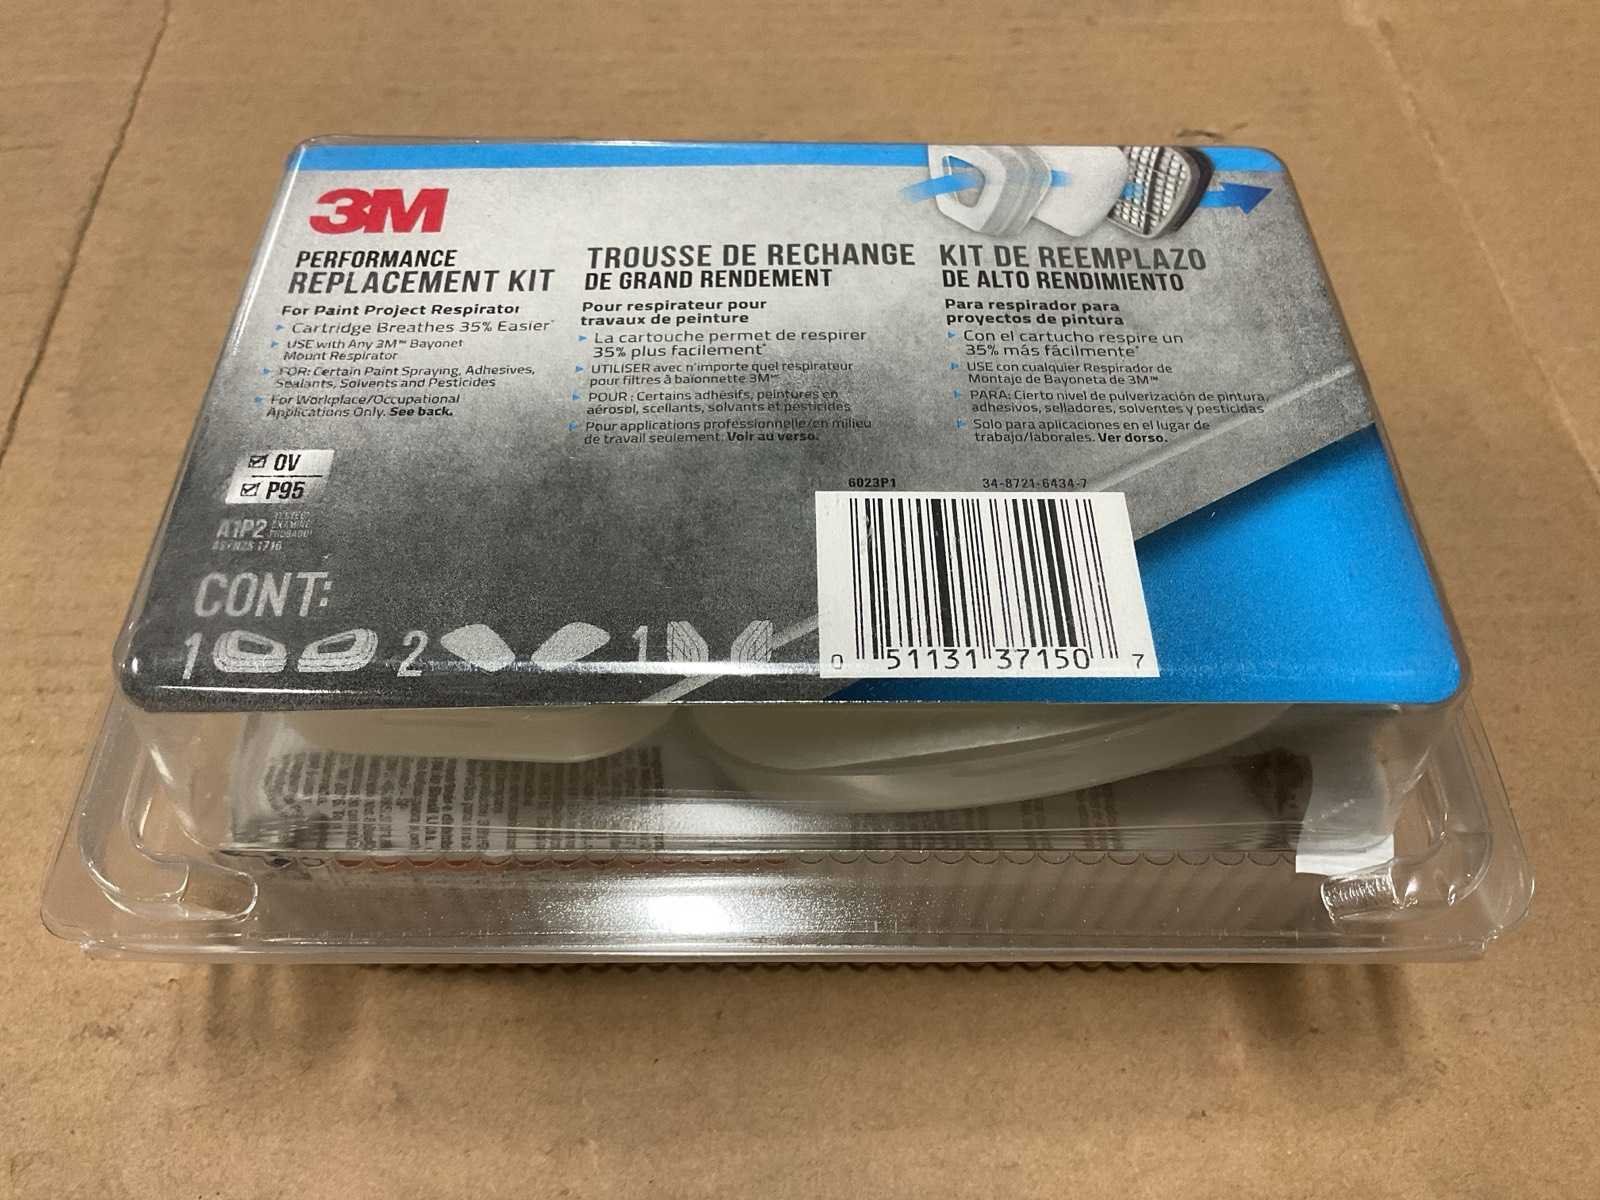 3M
PERFORMANCE
REPLACEMENT KIT
For Paint Project Respirator
Cartridge Breathes 35% Easier*
USE with Any 3M™ Bayonet
Mount Respirator
FOR: Certain Paint Spraying, Adhesives,
Sealants, Solvents and Pesticides
For Workplace/Occupational
Applications Only. See back.
OV
P95
A1P2
AS/NZS 1716
TROUSSE DE RECHANGE
DE GRAND RENDEMENT
Pour respirateur pour
travaux de peinture
La cartouche permet de respirer
35% plus facilement*
UTILISER avec n'importe quel respirateur
pour filtres à baïonnette 3M™
POUR : Certains adhésifs, peintures en
aérosol, scellants, solvants et pesticides
Pour applications professionnelle/en milieu
de travail seulement. Voir au verso.
KIT DE REEMPLAZO
DE ALTO RENDIMIENTO
Para respirador para
proyectos de pintura
Con el cartucho respire un
35% más fácilmente*
USE con cualquier Respirador de
Montaje de Bayoneta de 3M™
PARA: Cierto nivel de pulverización de pintura,
adhesivos, selladores, solventes y pesticidas
Solo para aplicaciones en el lugar de
trabajo/laborales. Ver dorso.
6023P1 34-8721-6434-7
0 51131 37150 7
CONT:
1 2 1